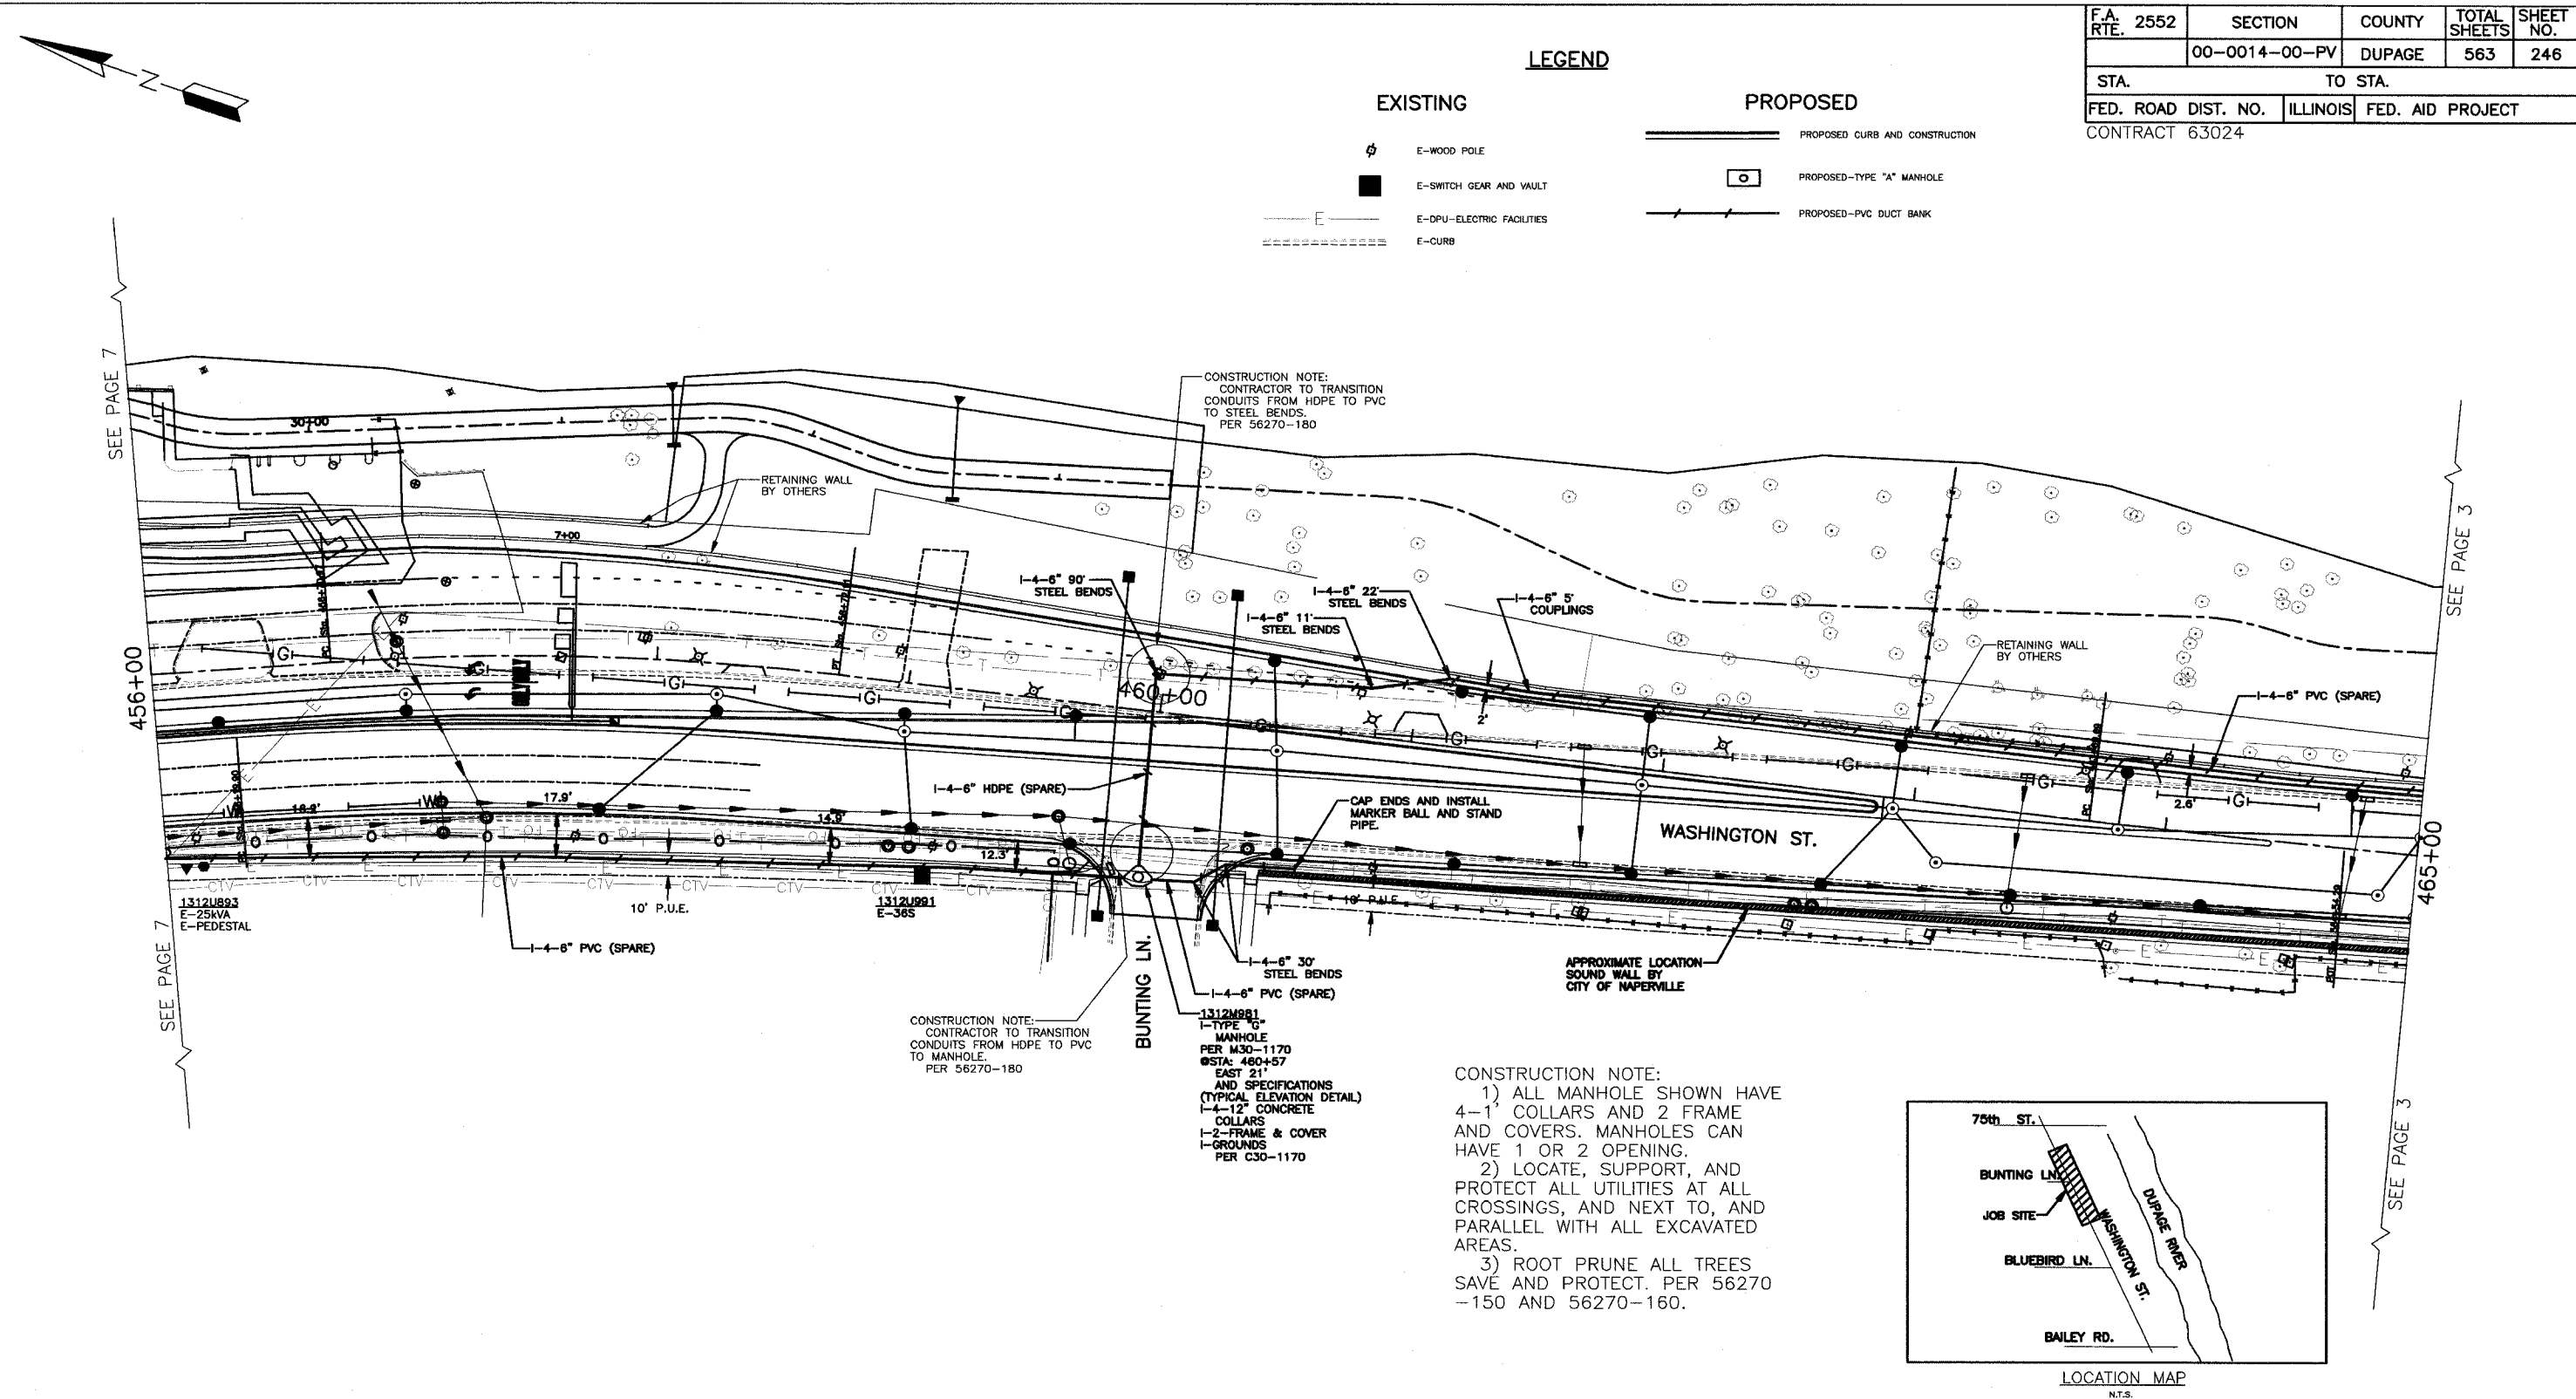 F.A. RTE. 2552 SECTION COUNTY TOTAL SHEETS SHEET NO.
00-0014-00-PV DUPAGE 563 246
STA. TO STA.
FED. ROAD DIST. NO. ILLINOIS FED. AID PROJECT
CONTRACT 63024
N
LEGEND
EXISTING
E-WOOD POLE
E-SWITCH GEAR AND VAULT
E
E-DPU-ELECTRIC FACILITIES
E-CURB
PROPOSED
PROPOSED CURB AND CONSTRUCTION
PROPOSED-TYPE "A" MANHOLE
PROPOSED-PVC DUCT BANK
SEE PAGE 7
456+00
SEE PAGE 7
30+00
RETAINING WALL
BY OTHERS
7+00
CONSTRUCTION NOTE:
CONTRACTOR TO TRANSITION
CONDUITS FROM HDPE TO PVC
TO STEEL BENDS.
PER 56270-180
I-4-6" 90°
STEEL BENDS
I-4-6" 22°
STEEL BENDS
I-4-6" 11°
STEEL BENDS
I-4-6" 5°
COUPLINGS
460+00
2'
RETAINING WALL
BY OTHERS
I-4-6" PVC (SPARE)
2.6'
SEE PAGE 3
465+00
SEE PAGE 3
I-4-6" HDPE (SPARE)
CAP ENDS AND INSTALL
MARKER BALL AND STAND
PIPE.
WASHINGTON ST.
17.9'
14.9'
12.3'
1312U893
E-25kVA
E-PEDESTAL
10' P.U.E.
1312U991
E-36S
I-4-6" PVC (SPARE)
10' P.U.E.
CTV CTV CTV CTV CTV CTV CTV CTV CTV
BUNTING LN.
I-4-6" 30°
STEEL BENDS
I-4-6" PVC (SPARE)
APPROXIMATE LOCATION
SOUND WALL BY
CITY OF NAPERVILLE
CONSTRUCTION NOTE:
CONTRACTOR TO TRANSITION
CONDUITS FROM HDPE TO PVC
TO MANHOLE.
PER 56270-180
1312M981
I-TYPE "G"
MANHOLE
PER M30-1170
@STA: 460+57
EAST 21'
AND SPECIFICATIONS
(TYPICAL ELEVATION DETAIL)
I-4-12" CONCRETE
COLLARS
I-2-FRAME & COVER
I-GROUNDS
PER C30-1170
CONSTRUCTION NOTE:
1) ALL MANHOLE SHOWN HAVE
4-1' COLLARS AND 2 FRAME
AND COVERS. MANHOLES CAN
HAVE 1 OR 2 OPENING.
2) LOCATE, SUPPORT, AND
PROTECT ALL UTILITIES AT ALL
CROSSINGS, AND NEXT TO, AND
PARALLEL WITH ALL EXCAVATED
AREAS.
3) ROOT PRUNE ALL TREES
SAVE AND PROTECT. PER 56270
-150 AND 56270-160.
75th ST.
BUNTING LN.
JOB SITE
BLUEBIRD LN.
BAILEY RD.
WASHINGTON ST.
DUPAGE RIVER
LOCATION MAP
N.T.S.